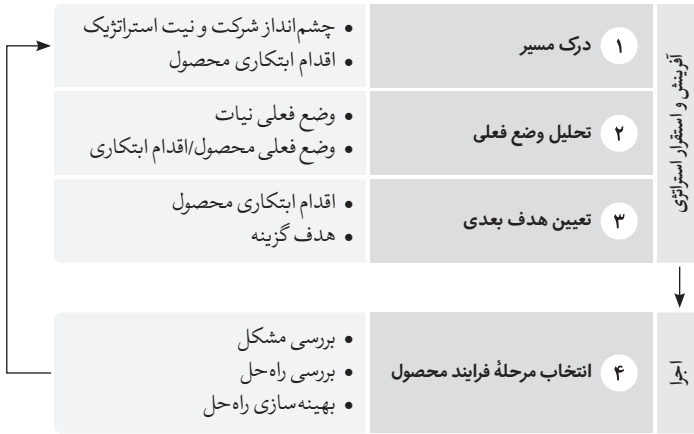 آفرینش و استقرار استراتژی
۱ درک مسیر
• چشم‌انداز شرکت و نیت استراتژیک
• اقدام ابتکاری محصول
۲ تحلیل وضع فعلی
• وضع فعلی نیات
• وضع فعلی محصول/اقدام ابتکاری
۳ تعیین هدف بعدی
• اقدام ابتکاری محصول
• هدف گزینه
اجرا
۴ انتخاب مرحلهٔ فرایند محصول
• بررسی مشکل
• بررسی راه‌حل
• بهینه‌سازی راه‌حل